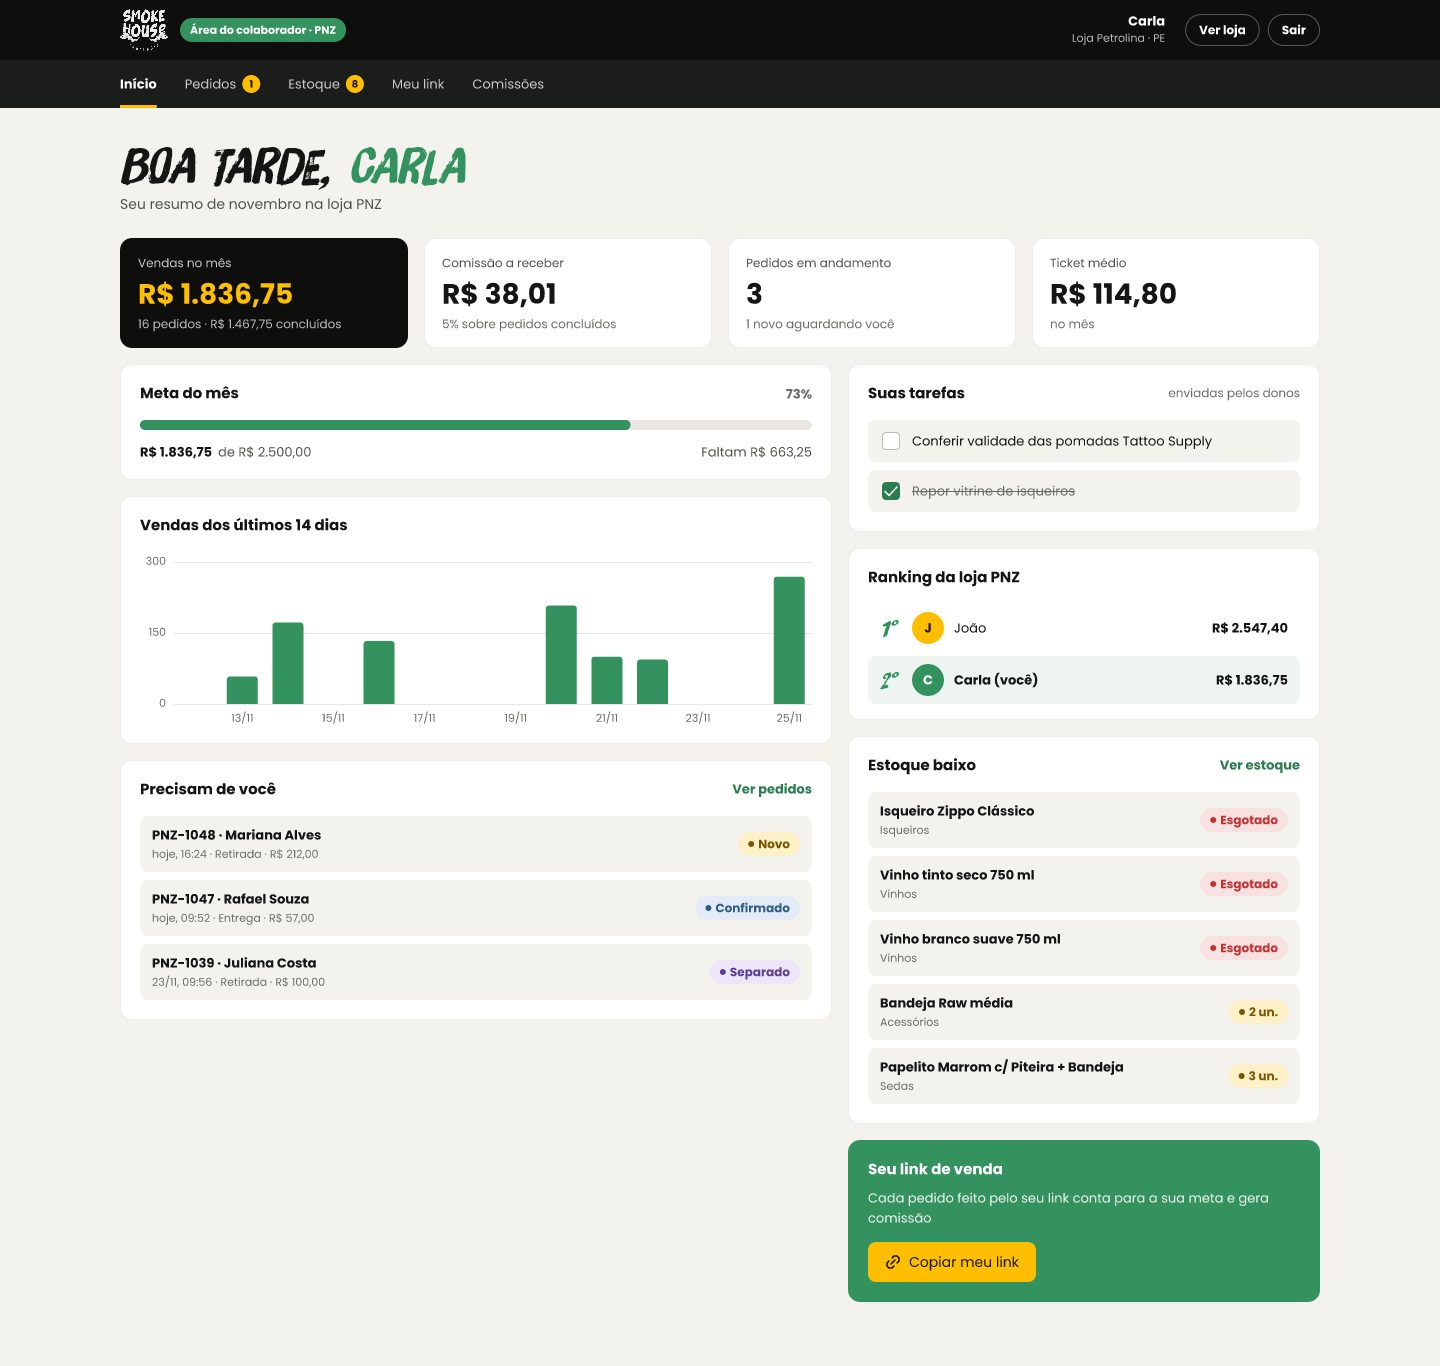 SMOKE
HOUSE
Área do colaborador · PNZ
Carla
Loja Petrolina · PE
Ver loja
Sair
Início
Pedidos 1
Estoque 8
Meu link
Comissões
BOA TARDE, CARLA
Seu resumo de novembro na loja PNZ
Vendas no mês
R$ 1.836,75
16 pedidos · R$ 1.467,75 concluídos
Comissão a receber
R$ 38,01
5% sobre pedidos concluídos
Pedidos em andamento
3
1 novo aguardando você
Ticket médio
R$ 114,80
no mês
Meta do mês
73%
R$ 1.836,75 de R$ 2.500,00
Faltam R$ 663,25
Vendas dos últimos 14 dias
300
150
0
13/11
15/11
17/11
19/11
21/11
23/11
25/11
Precisam de você
Ver pedidos
PNZ-1048 · Mariana Alves
hoje, 16:24 · Retirada · R$ 212,00
Novo
PNZ-1047 · Rafael Souza
hoje, 09:52 · Entrega · R$ 57,00
Confirmado
PNZ-1039 · Juliana Costa
23/11, 09:56 · Retirada · R$ 100,00
Separado
Suas tarefas
enviadas pelos donos
Conferir validade das pomadas Tattoo Supply
Repor vitrine de isqueiros
Ranking da loja PNZ
1º
J
João
R$ 2.547,40
2º
C
Carla (você)
R$ 1.836,75
Estoque baixo
Ver estoque
Isqueiro Zippo Clássico
Isqueiros
Esgotado
Vinho tinto seco 750 ml
Vinhos
Esgotado
Vinho branco suave 750 ml
Vinhos
Esgotado
Bandeja Raw média
Acessórios
2 un.
Papelito Marrom c/ Piteira + Bandeja
Sedas
3 un.
Seu link de venda
Cada pedido feito pelo seu link conta para a sua meta e gera
comissão
Copiar meu link